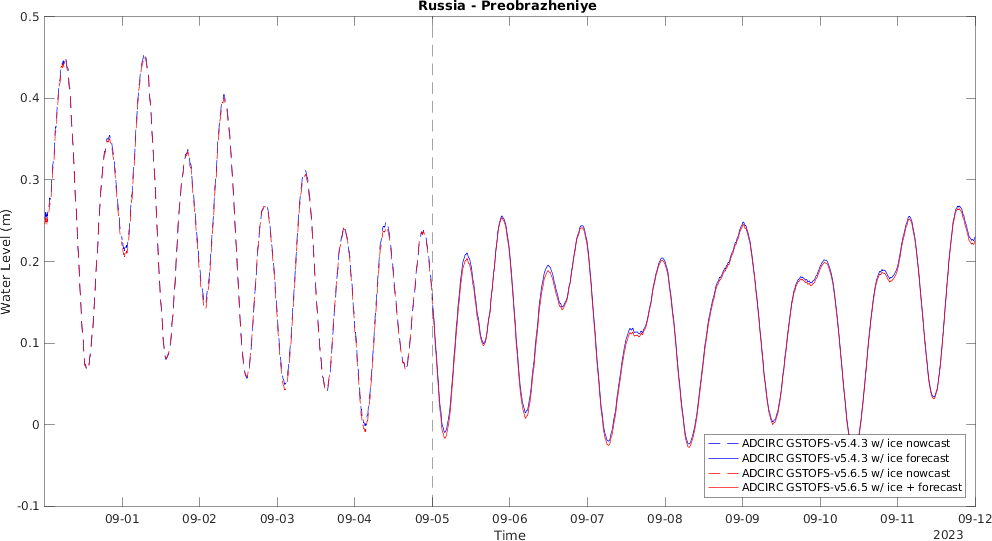 Russia - Preobrazheniye
0.5
0.4
0.3
0.2
0.1
0
-0.1
Water Level (m)
09-01
09-02
09-03
09-04
09-05
09-06
09-07
09-08
09-09
09-10
09-11
09-12
Time
2023
ADCIRC GSTOFS-v5.4.3 w/ ice nowcast
ADCIRC GSTOFS-v5.4.3 w/ ice forecast
ADCIRC GSTOFS-v5.6.5 w/ ice nowcast
ADCIRC GSTOFS-v5.6.5 w/ ice + forecast